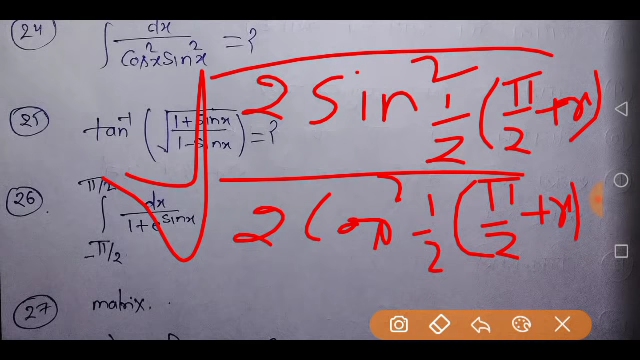 24 ∫ dx / Cos²x Sin²x = ?
2 Sin² 1/2 (π/2 + x)
25 tan⁻¹ (√(1 + sinx / 1 - sinx)) = ?
2 Cos² 1/2 (π/2 + x)
26 ∫ π/2 -π/2 dx / 1 + e^sinx
27 matrix.